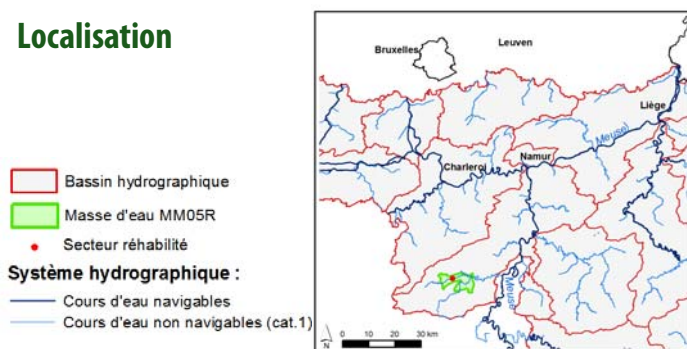 Localisation
Bassin hydrographique
Masse d'eau MM05R
Secteur réhabilité
Système hydrographique :
Cours d'eau navigables
Cours d'eau non navigables (cat.1)
Bruxelles
Leuven
Liège
Meuse
Namur
Charleroi
Meuse
N
0 10 20 30 km